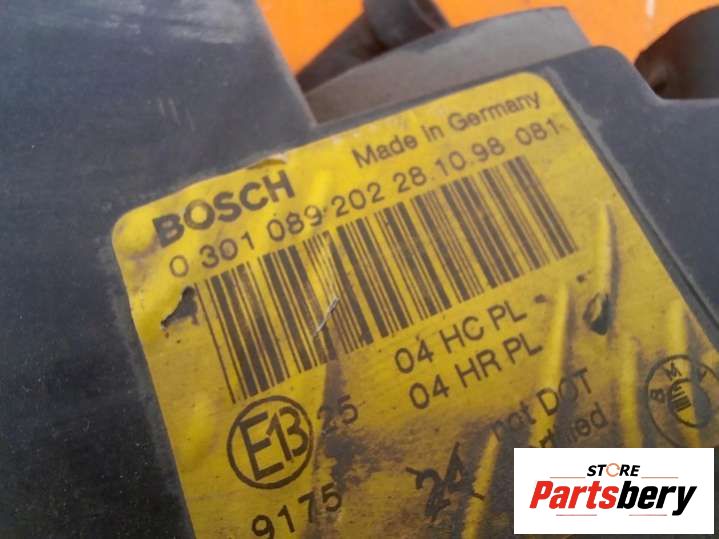 BOSCH Made in Germany
0 301 089 202 28.10.98 081
04 HC PL
04 HR PL
E13 25
not DOT
9175 24
STORE
Partsbery